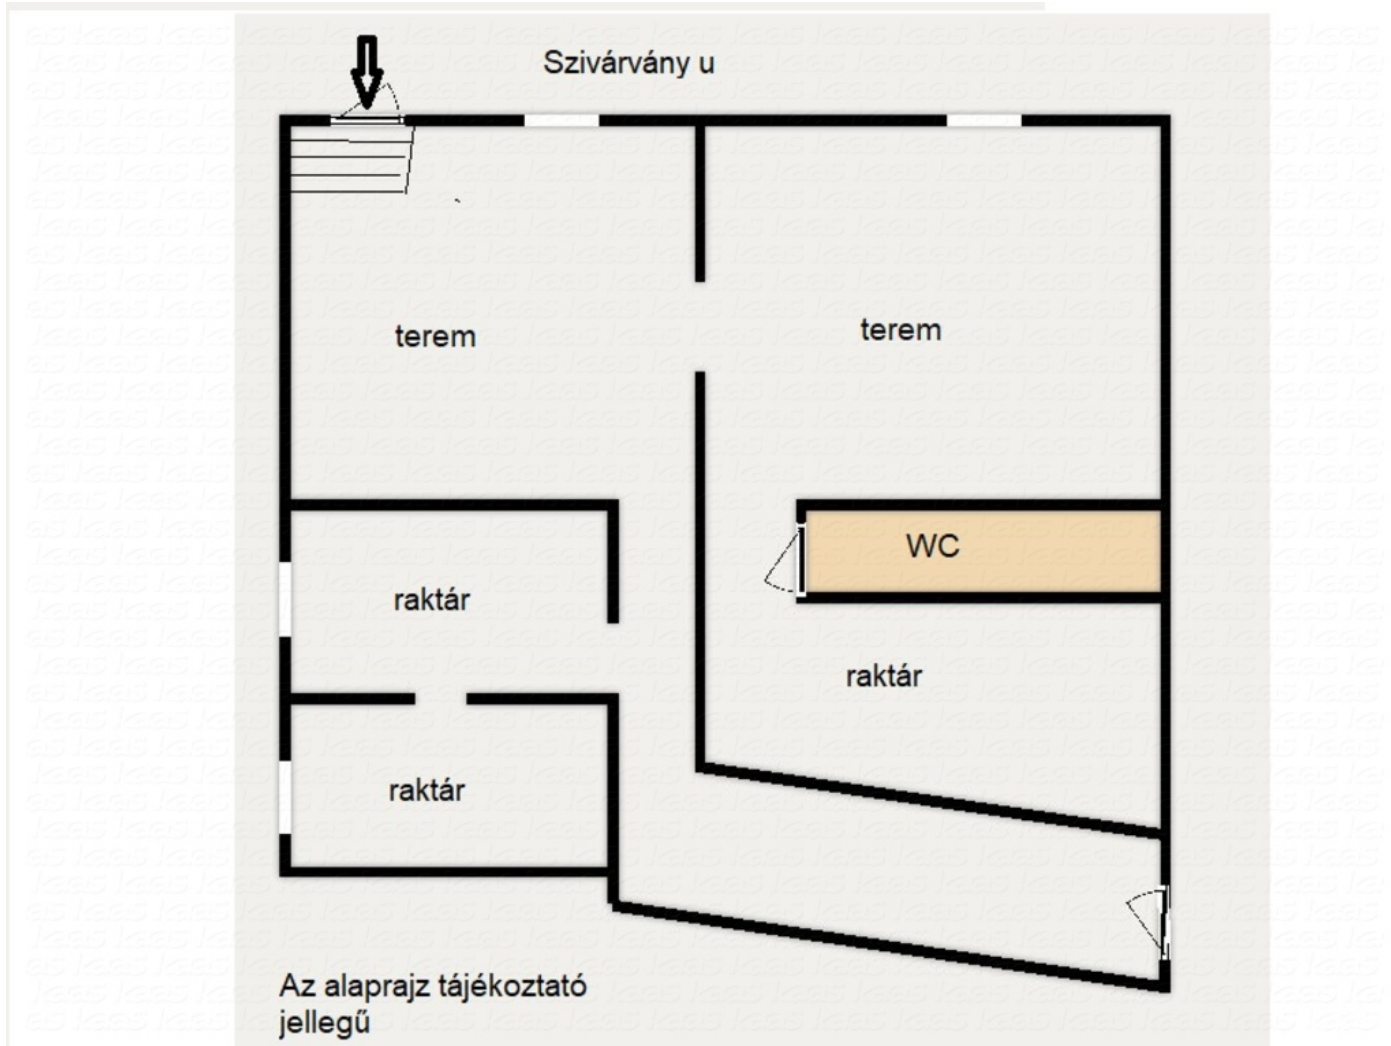 Szivárvány u
terem
terem
WC
raktár
raktár
raktár
Az alaprajz tájékoztató
jellegű